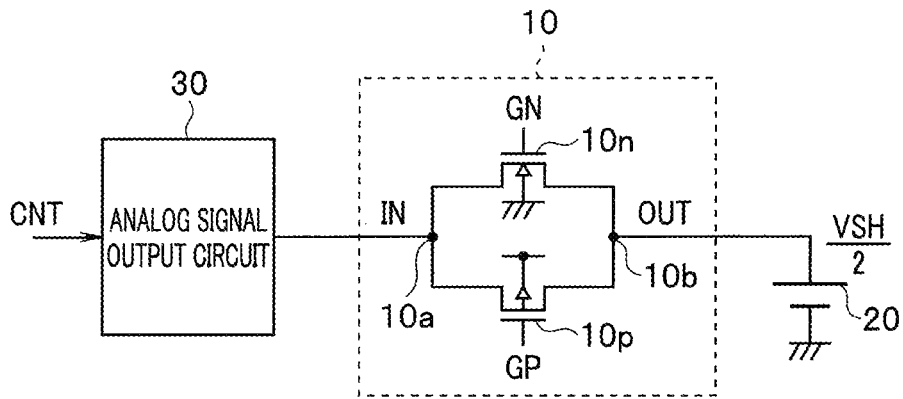 10
30
GN
10n
CNT
ANALOG SIGNAL
OUTPUT CIRCUIT
IN
OUT
VSH
2
10a
10b
20
10p
GP